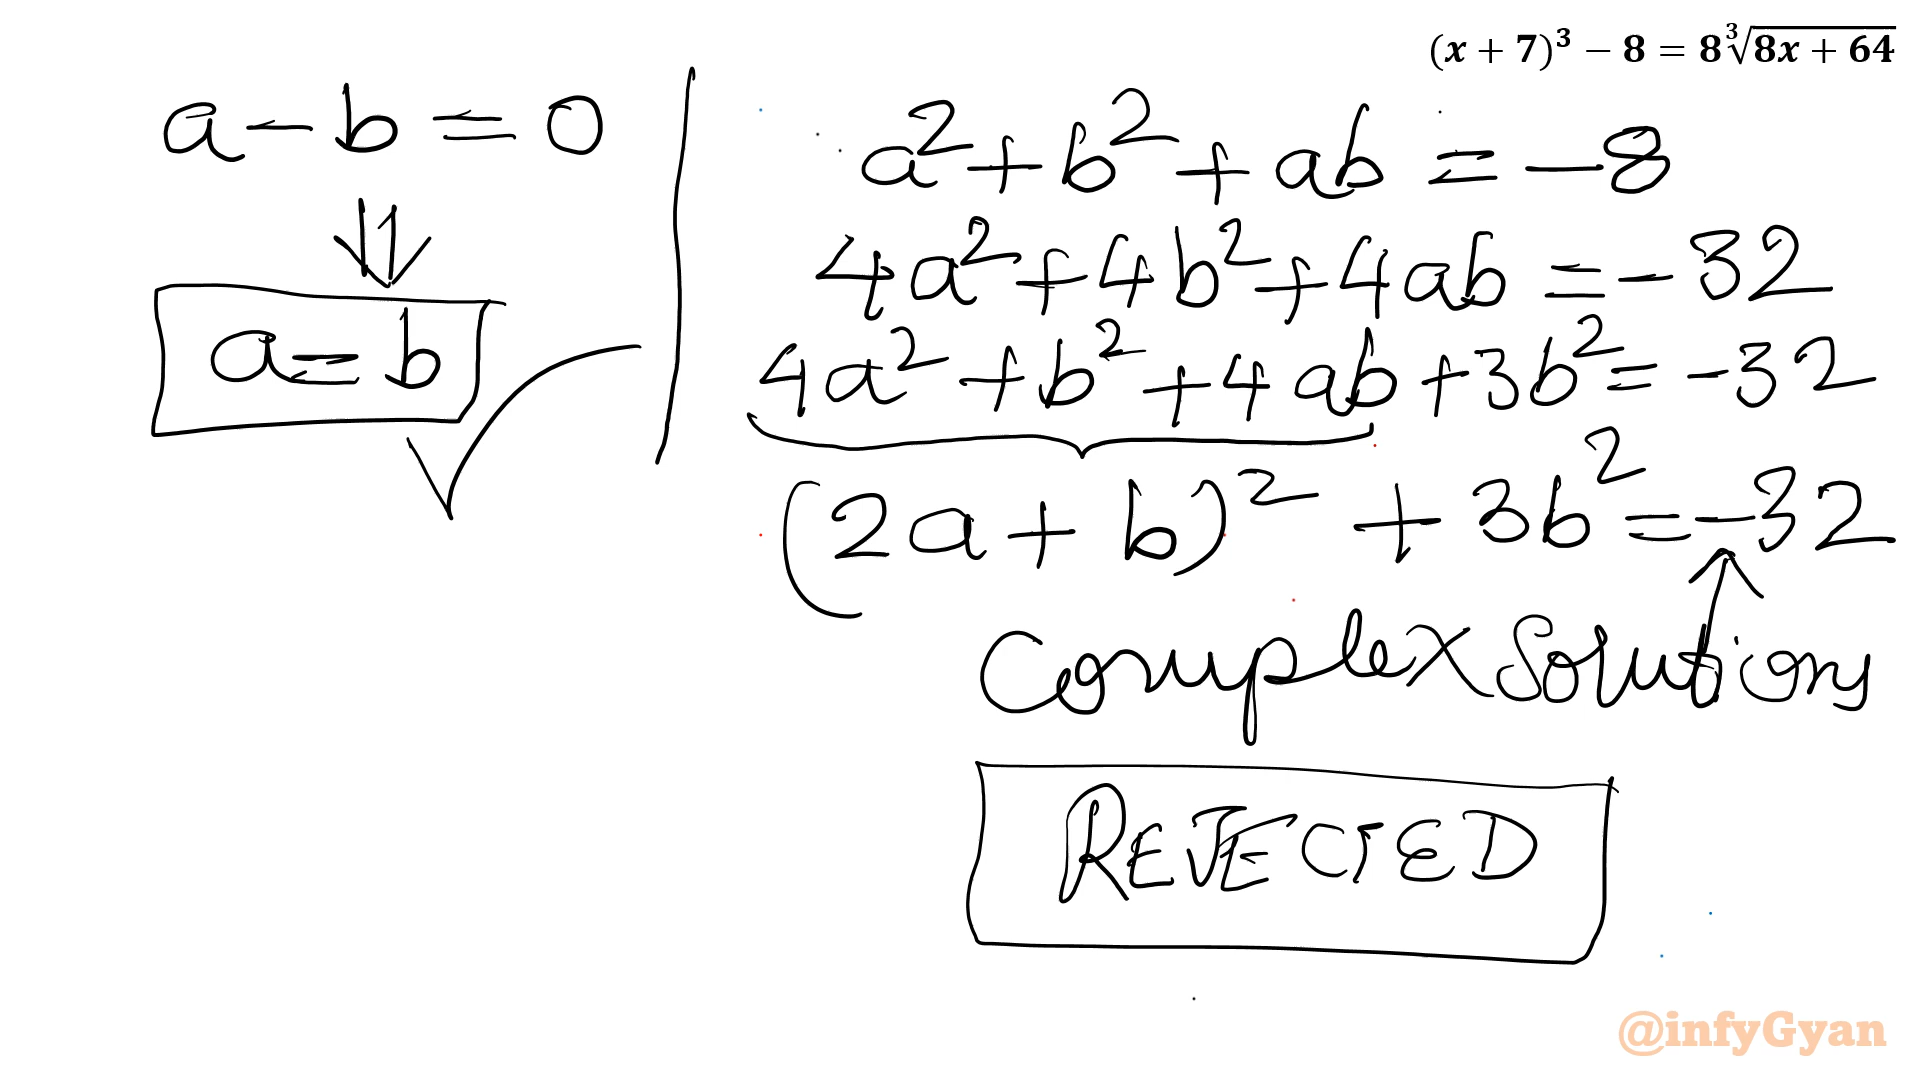 (x + 7)³ − 8 = 8∛(8x + 64)
a − b = 0
⇓
a = b
a² + b² + ab = −8
4a² + 4b² + 4ab = −32
4a² + b² + 4ab + 3b² = −32
(2a + b)² + 3b² = −32
Complex Solutions
REJECTED
@infyGyan